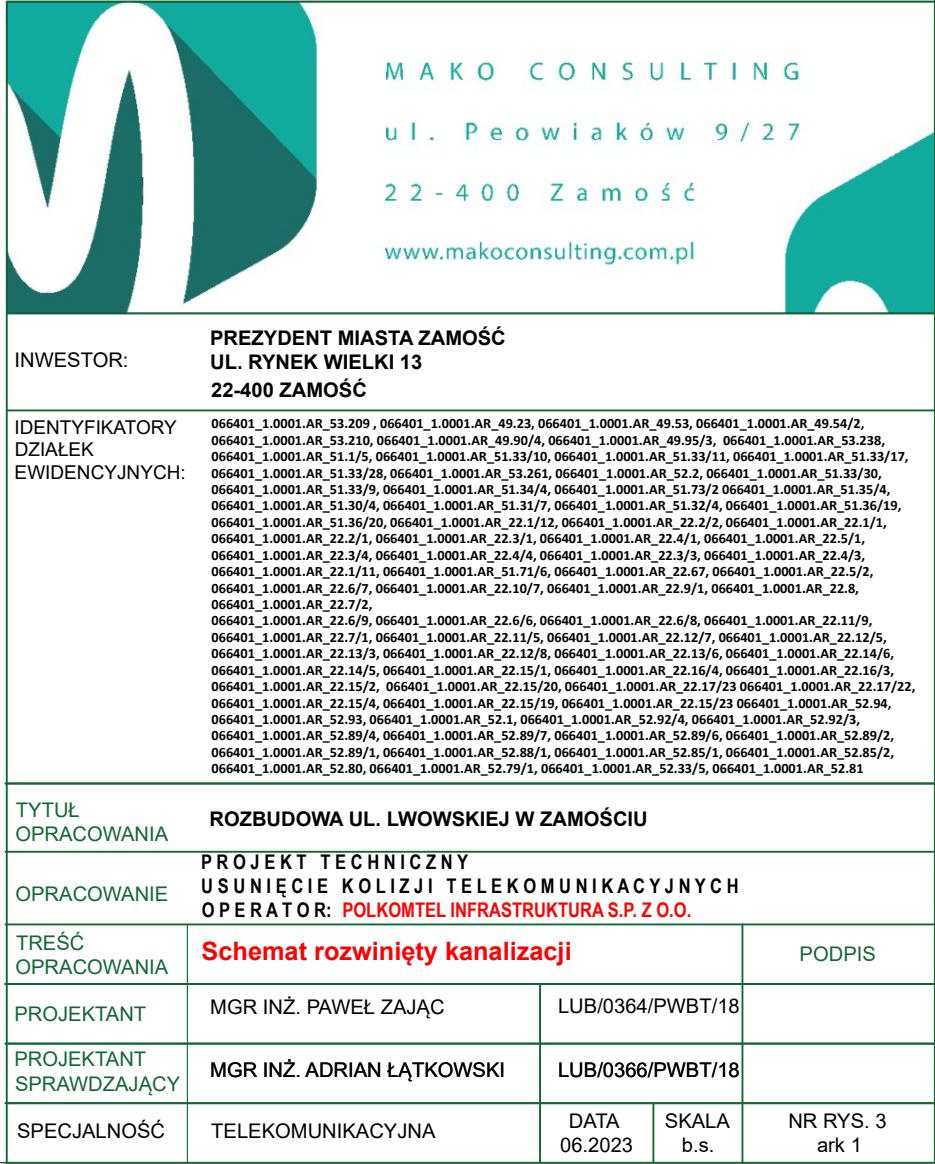 MAKO CONSULTING
ul. Peowiaków 9/27
22-400 Zamość
www.makoconsulting.com.pl
INWESTOR:
PREZYDENT MIASTA ZAMOŚĆ
UL. RYNEK WIELKI 13
22-400 ZAMOŚĆ
IDENTYFIKATORY
DZIAŁEK
EWIDENCYJNYCH:
066401_1.0001.AR_53.209 , 066401_1.0001.AR_49.23, 066401_1.0001.AR_49.53, 066401_1.0001.AR_49.54/2,
066401_1.0001.AR_53.210, 066401_1.0001.AR_49.90/4, 066401_1.0001.AR_49.95/3, 066401_1.0001.AR_53.238,
066401_1.0001.AR_51.1/5, 066401_1.0001.AR_51.33/10, 066401_1.0001.AR_51.33/11, 066401_1.0001.AR_51.33/17,
066401_1.0001.AR_51.33/28, 066401_1.0001.AR_53.261, 066401_1.0001.AR_52.2, 066401_1.0001.AR_51.33/30,
066401_1.0001.AR_51.33/9, 066401_1.0001.AR_51.34/4, 066401_1.0001.AR_51.73/2 066401_1.0001.AR_51.35/4,
066401_1.0001.AR_51.30/4, 066401_1.0001.AR_51.31/7, 066401_1.0001.AR_51.32/4, 066401_1.0001.AR_51.36/19,
066401_1.0001.AR_51.36/20, 066401_1.0001.AR_22.1/12, 066401_1.0001.AR_22.2/2, 066401_1.0001.AR_22.1/1,
066401_1.0001.AR_22.2/1, 066401_1.0001.AR_22.3/1, 066401_1.0001.AR_22.4/1, 066401_1.0001.AR_22.5/1,
066401_1.0001.AR_22.3/4, 066401_1.0001.AR_22.4/4, 066401_1.0001.AR_22.3/3, 066401_1.0001.AR_22.4/3,
066401_1.0001.AR_22.1/11, 066401_1.0001.AR_51.71/6, 066401_1.0001.AR_22.67, 066401_1.0001.AR_22.5/2,
066401_1.0001.AR_22.6/7, 066401_1.0001.AR_22.10/7, 066401_1.0001.AR_22.9/1, 066401_1.0001.AR_22.8,
066401_1.0001.AR_22.7/2,
066401_1.0001.AR_22.6/9, 066401_1.0001.AR_22.6/6, 066401_1.0001.AR_22.6/8, 066401_1.0001.AR_22.11/9,
066401_1.0001.AR_22.7/1, 066401_1.0001.AR_22.11/5, 066401_1.0001.AR_22.12/7, 066401_1.0001.AR_22.12/5,
066401_1.0001.AR_22.13/3, 066401_1.0001.AR_22.12/8, 066401_1.0001.AR_22.13/6, 066401_1.0001.AR_22.14/6,
066401_1.0001.AR_22.14/5, 066401_1.0001.AR_22.15/1, 066401_1.0001.AR_22.16/4, 066401_1.0001.AR_22.16/3,
066401_1.0001.AR_22.15/2, 066401_1.0001.AR_22.15/20, 066401_1.0001.AR_22.17/23 066401_1.0001.AR_22.17/22,
066401_1.0001.AR_22.15/4, 066401_1.0001.AR_22.15/19, 066401_1.0001.AR_22.15/23 066401_1.0001.AR_52.94,
066401_1.0001.AR_52.93, 066401_1.0001.AR_52.1, 066401_1.0001.AR_52.92/4, 066401_1.0001.AR_52.92/3,
066401_1.0001.AR_52.89/4, 066401_1.0001.AR_52.89/7, 066401_1.0001.AR_52.89/6, 066401_1.0001.AR_52.89/2,
066401_1.0001.AR_52.89/1, 066401_1.0001.AR_52.88/1, 066401_1.0001.AR_52.85/1, 066401_1.0001.AR_52.85/2,
066401_1.0001.AR_52.80, 066401_1.0001.AR_52.79/1, 066401_1.0001.AR_52.33/5, 066401_1.0001.AR_52.81
TYTUŁ
OPRACOWANIA
ROZBUDOWA UL. LWOWSKIEJ W ZAMOŚCIU
OPRACOWANIE
PROJEKT TECHNICZNY
USUNIĘCIE KOLIZJI TELEKOMUNIKACYJNYCH
OPERATOR: POLKOMTEL INFRASTRUKTURA S.P. Z O.O.
TREŚĆ
OPRACOWANIA
Schemat rozwinięty kanalizacji
PODPIS
PROJEKTANT
MGR INŻ. PAWEŁ ZAJĄC
LUB/0364/PWBT/18
PROJEKTANT
SPRAWDZAJĄCY
MGR INŻ. ADRIAN ŁĄTKOWSKI
LUB/0366/PWBT/18
SPECJALNOŚĆ
TELEKOMUNIKACYJNA
DATA
06.2023
SKALA
b.s.
NR RYS. 3
ark 1